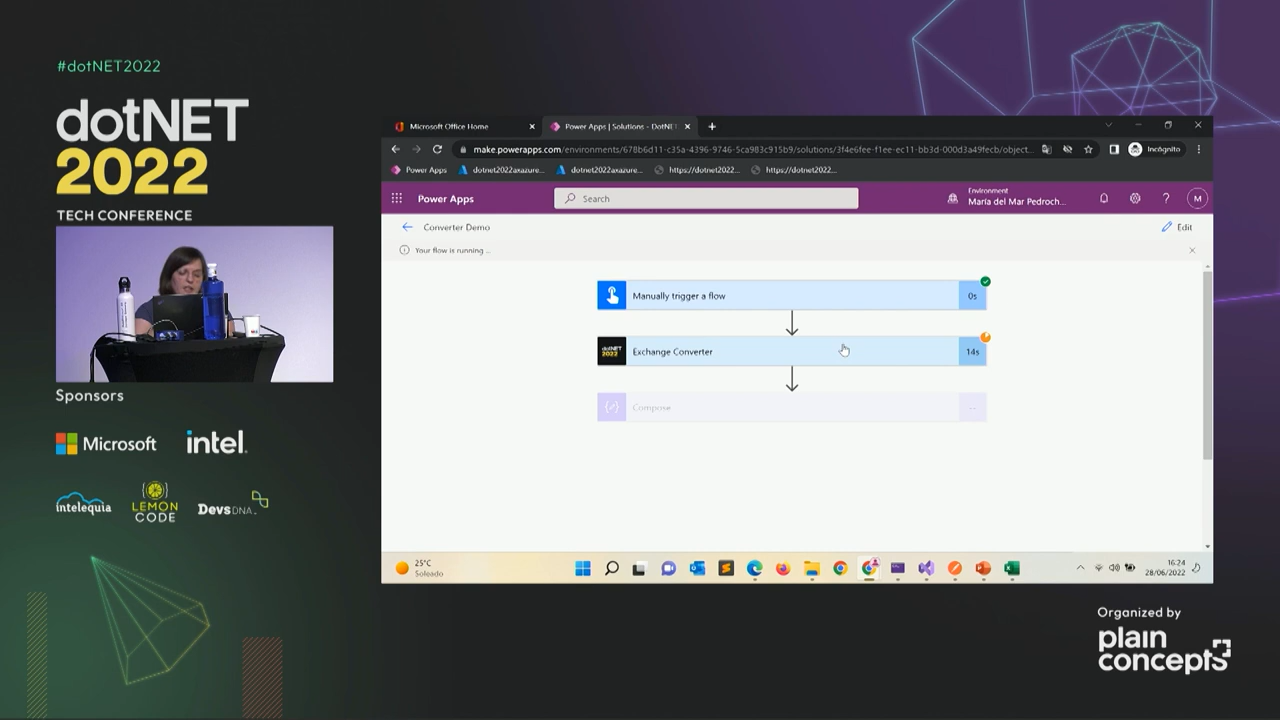 #dotNET2022
dotNET
2022
TECH CONFERENCE
Sponsors
Microsoft
intel.
intelequia
LEMON
CODE
DevsDNA
Microsoft Office Home
Power Apps | Solutions - DotNET
make.powerapps.com/environments/678b6d11-c35a-4396-9746-5ca983c915b9/solutions/3f4e6fee-f1ee-ec11-bb3d-000d3a49fecb/object...
Incógnito
Power Apps
dotnet2022axazure...
dotnet2022axazure...
https://dotnet2022...
https://dotnet2022...
Power Apps
Search
Environment
María del Mar Pedroch...
M
Converter Demo
Edit
Your flow is running ...
Manually trigger a flow
0s
dotNET
2022
Exchange Converter
14s
Compose
--
25°C
Soleado
16:24
28/06/2022
Organized by
plain
concepts